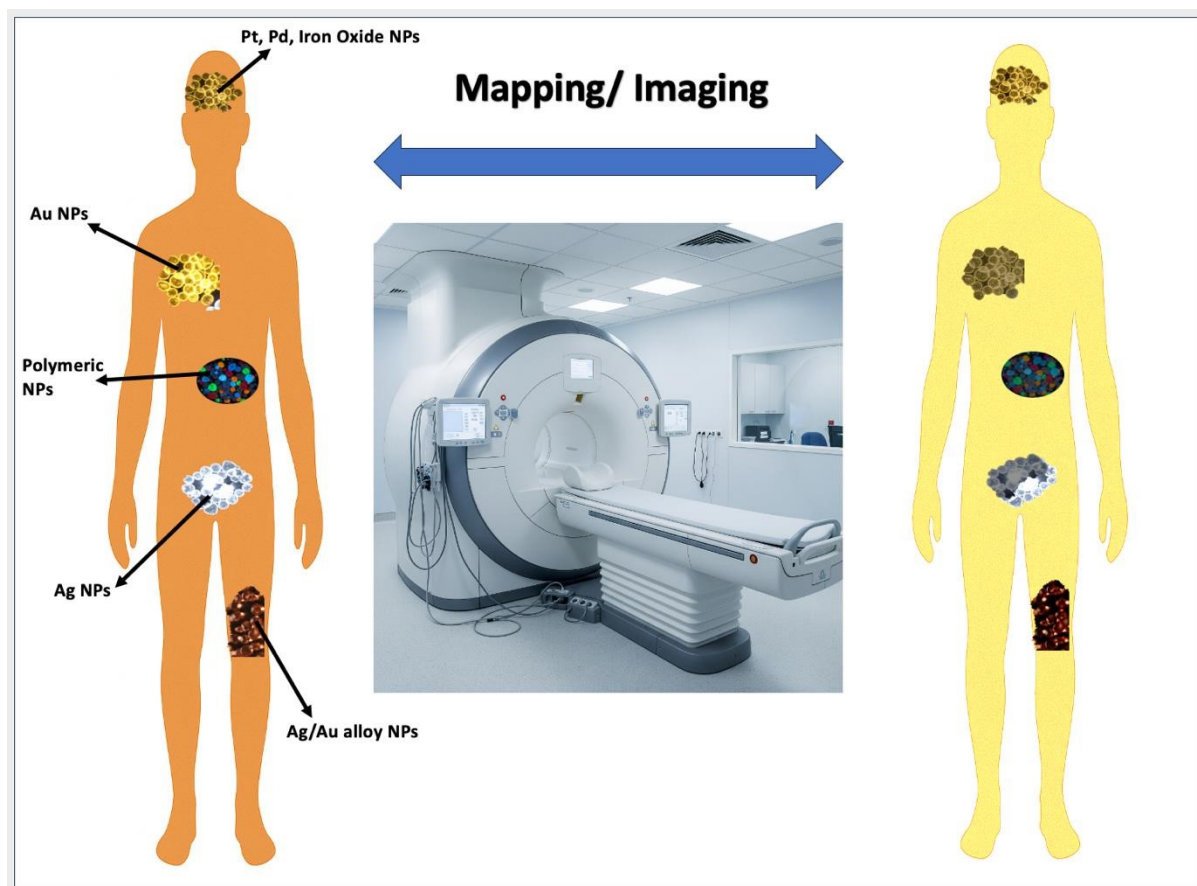 Pt, Pd, Iron Oxide NPs
Mapping/ Imaging
Au NPs
Polymeric
NPs
Ag NPs
Ag/Au alloy NPs